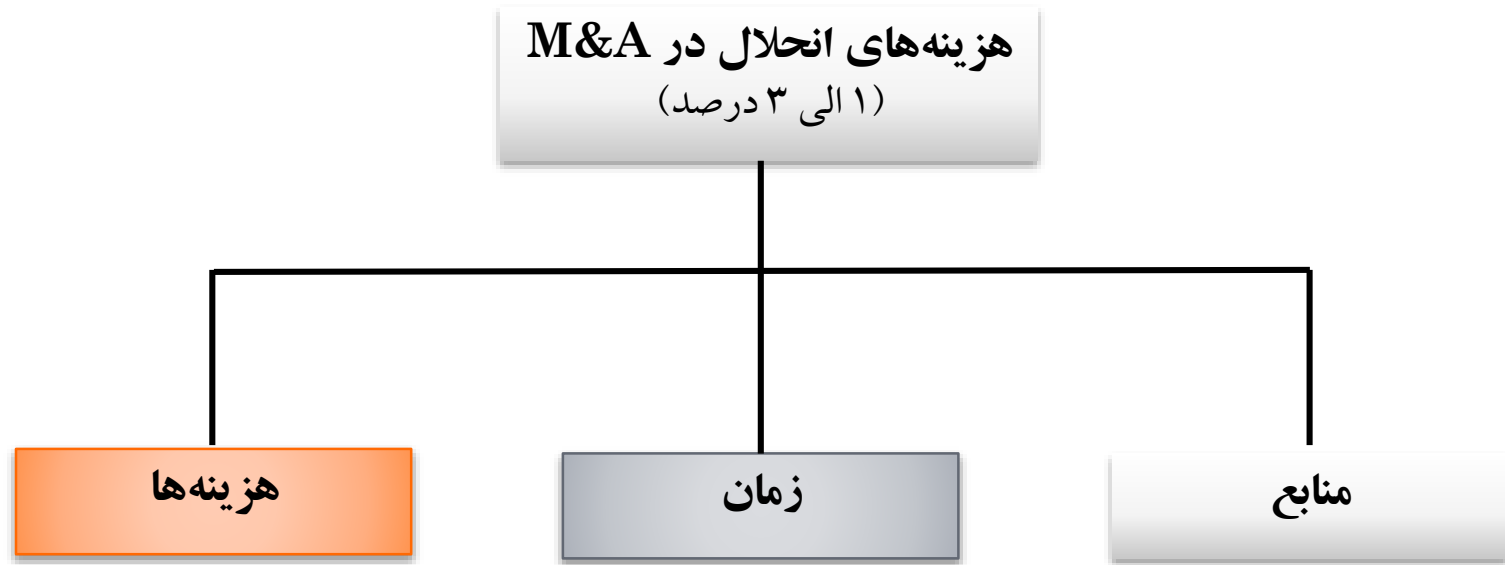 هزینه‌های انحلال در M&A
(۱ الی ۳ درصد)
منابع
زمان
هزینه‌ها